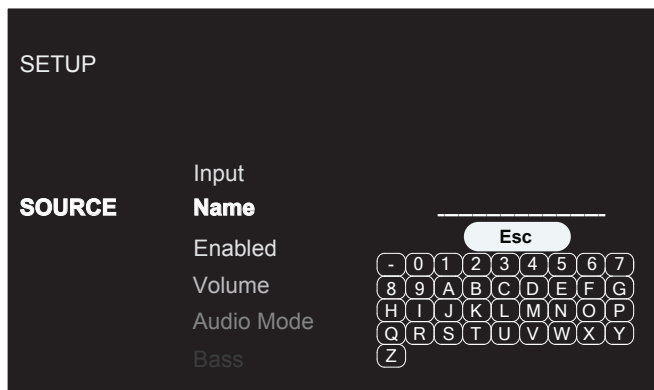 SETUP
Input
SOURCE Name ____________
Enabled Esc
- 0 1 2 3 4 5 6 7
Volume 8 9 A B C D E F G
Audio Mode H I J K L M N O P
Q R S T U V W X Y
Bass Z